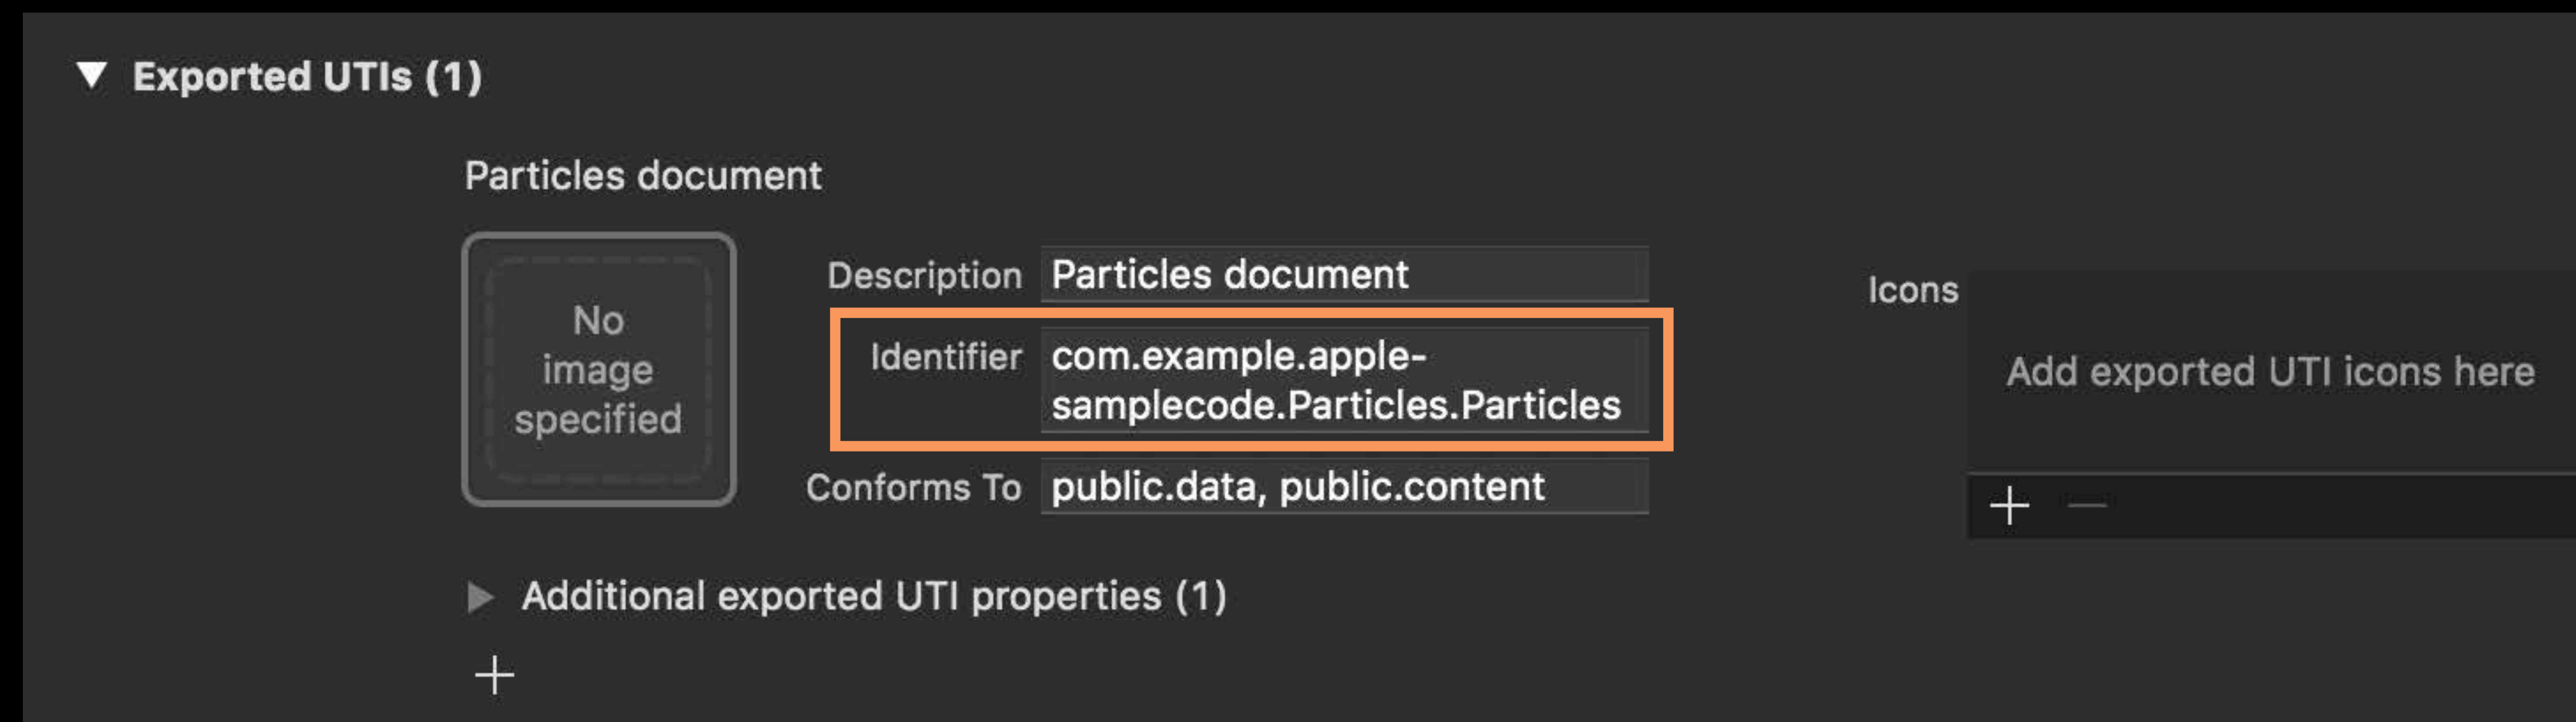 Exported UTIs (1)
Particles document
No
image
specified
Description Particles document
Identifier com.example.apple-
samplecode.Particles.Particles
Conforms To public.data, public.content
Icons
Add exported UTI icons here
Additional exported UTI properties (1)